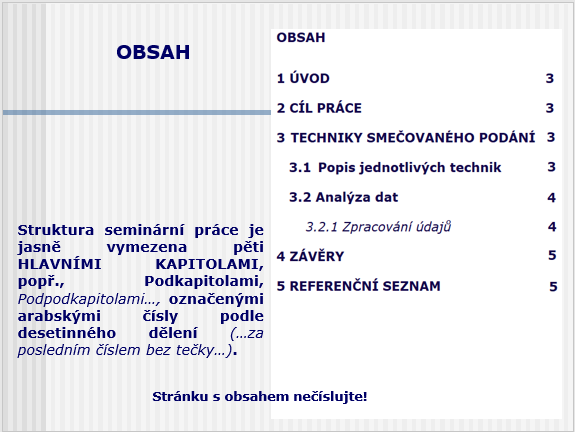 OBSAH
Struktura seminární práce je
jasně vymezena pěti
HLAVNÍMI KAPITOLAMI,
popř., Podkapitolami,
Podpodkapitolami…, označenými
arabskými čísly podle
desetinného dělení (…za
posledním číslem bez tečky…).
OBSAH
1 ÚVOD 3
2 CÍL PRÁCE 3
3 TECHNIKY SMEČOVANÉHO PODÁNÍ 3
3.1 Popis jednotlivých technik 3
3.2 Analýza dat 4
3.2.1 Zpracování údajů 4
4 ZÁVĚRY 5
5 REFERENČNÍ SEZNAM 5
Stránku s obsahem nečíslujte!